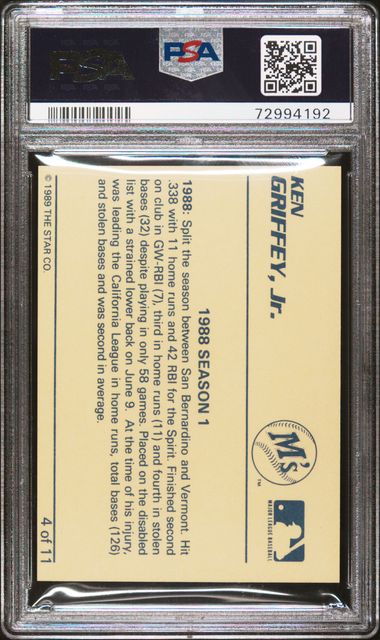 PSA
PSA
72994192
KEN
GRIFFEY, Jr.
M's
TM
MAJOR LEAGUE BASEBALL
1988 SEASON 1
1988: Split the season between San Bernardino and Vermont. Hit
.338 with 11 home runs and 42 RBI for the Spirit. Finished second
on club in GW-RBI (7), third in home runs (11) and fourth in stolen
bases (32) despite playing in only 58 games. Placed on the disabled
list with a strained lower back on June 9. At the time of his injury,
was leading the California League in home runs, total bases (126)
and stolen bases and was second in average.
© 1989 THE STAR CO.
4 of 11